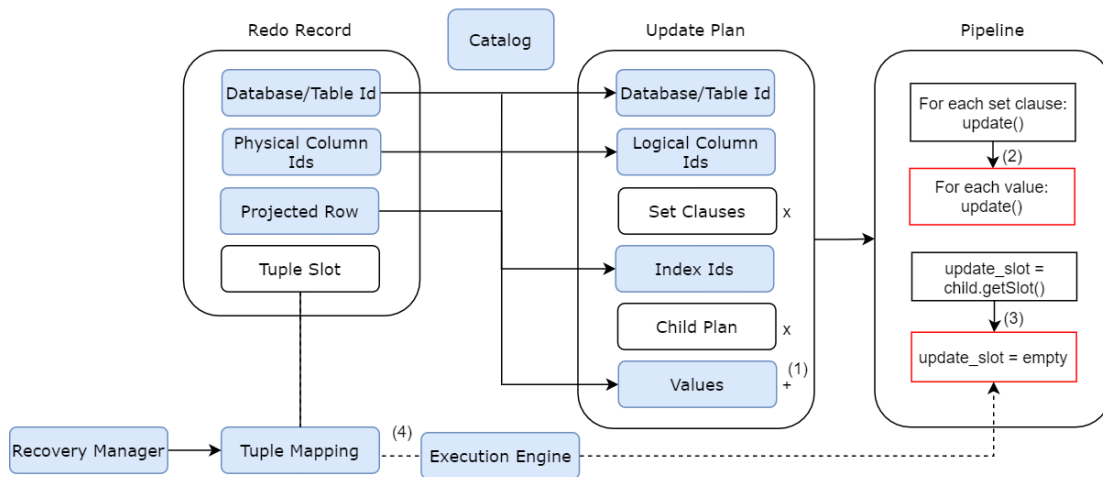 Redo Record
Catalog
Update Plan
Pipeline
Database/Table Id
Database/Table Id
For each set clause:
update()
Physical Column
Ids
Logical Column
Ids
(2)
For each value:
update()
Projected Row
Set Clauses
x
Tuple Slot
Index Ids
update_slot =
child.getSlot()
Child Plan
x
(3)
update_slot = empty
Values
+
(1)
Recovery Manager
Tuple Mapping
(4)
Execution Engine